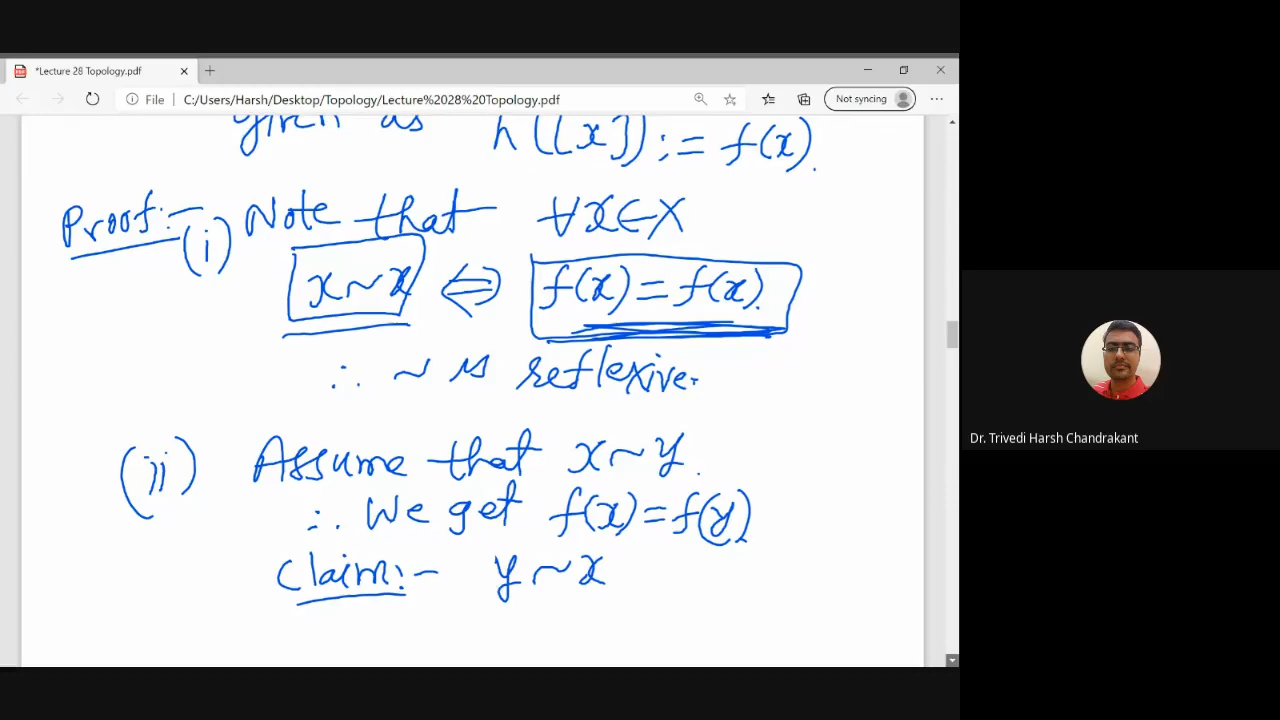 *Lecture 28 Topology.pdf
File C:/Users/Harsh/Desktop/Topology/Lecture%2028%20Topology.pdf Not syncing
given as h([x]) := f(x).
Proof:- (i) Note that ∀x∈X
x~x ⇔ f(x)=f(x).
∴ ~ is reflexive.
(ii) Assume that x~y.
∴ We get f(x)=f(y)
Claim:- y~x
Dr. Trivedi Harsh Chandrakant